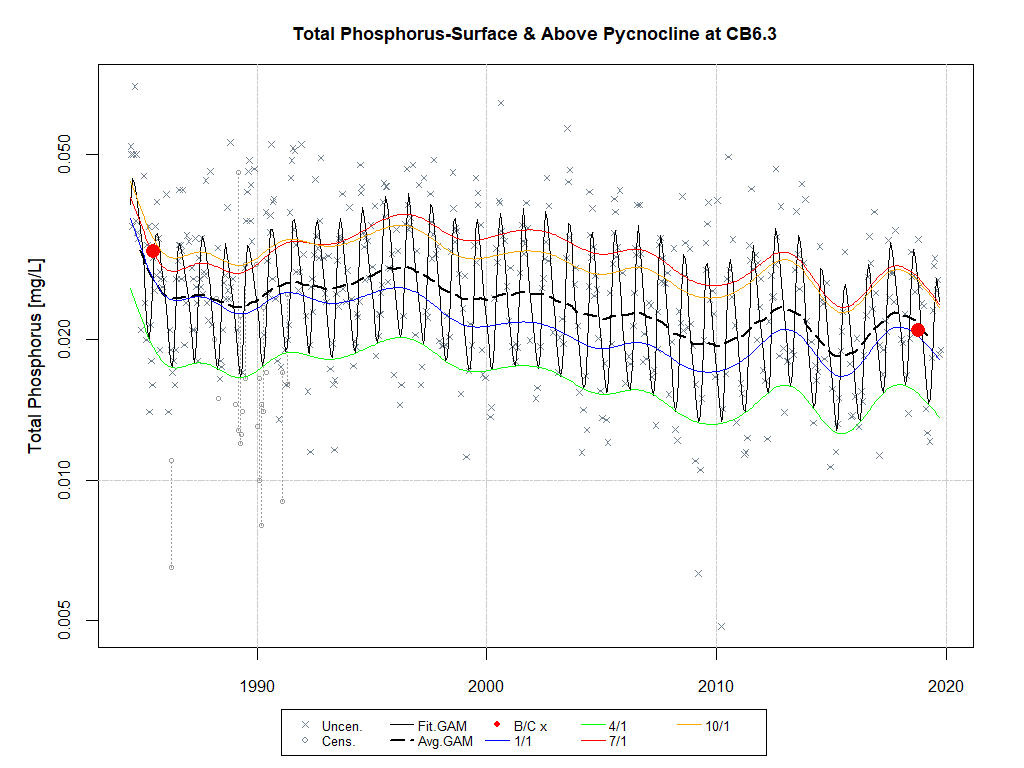 Total Phosphorus-Surface & Above Pycnocline at CB6.3
Total Phosphorus [mg/L]
0.050
0.020
0.010
0.005
1990 2000 2010 2020
Uncen. Fit.GAM B/C x 4/1 10/1
Cens. Avg.GAM 1/1 7/1